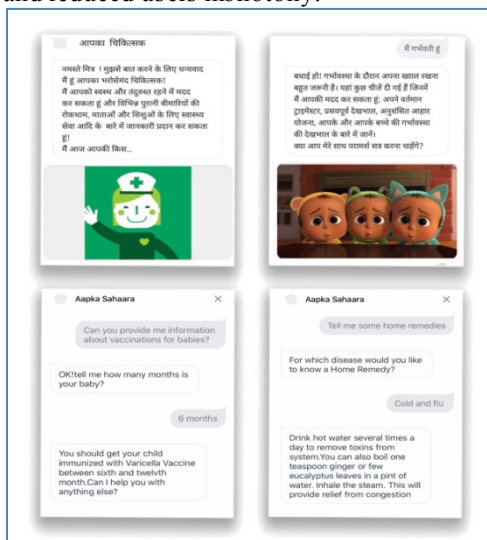 and reduced users monotony.
आपका चिकित्सक
नमस्ते मित्र ! मुझसे बात करने के लिए धन्यवाद
मैं हूं आपका भरोसेमंद चिकित्सक!
मैं आपको स्वस्थ और तंदुरुस्त रहने में मदद
कर सकता हूं और विभिन्न पुरानी बीमारियों की
रोकथाम, माताओं और शिशुओं के लिए स्वास्थ्य
सेवा आदि के बारे में जानकारी प्रदान कर सकता
हूं!
मैं आज आपकी किस...
मैं गर्भवती हूं
बधाई हो! गर्भावस्था के दौरान अपना ख्याल रखना
बहुत जरूरी है। यहां कुछ चीजें दी गई हैं जिनमें
मैं आपकी मदद कर सकता हूं: अपने वर्तमान
ट्राइमेस्टर, प्रसवपूर्व देखभाल, अनुशंसित आहार
योजना, आपके और आपके बच्चे की गर्भावस्था
की देखभाल के बारे में जानें।
क्या आप मेरे साथ परामर्श सत्र करना चाहेंगे?
Aapka Sahaara
Can you provide me information
about vaccinations for babies?
OK!tell me how many months is
your baby?
6 months
You should get your child
immunized with Varicella Vaccine
between sixth and twelvth
month.Can I help you with
anything else?
Aapka Sahaara
Tell me some home remedies
For which disease would you like
to know a Home Remedy?
Cold and flu
Drink hot water several times a
day to remove toxins from
system.You can also boil one
teaspoon ginger or few
eucalyptus leaves in a pint of
water. Inhale the steam. This will
provide relief from congestion